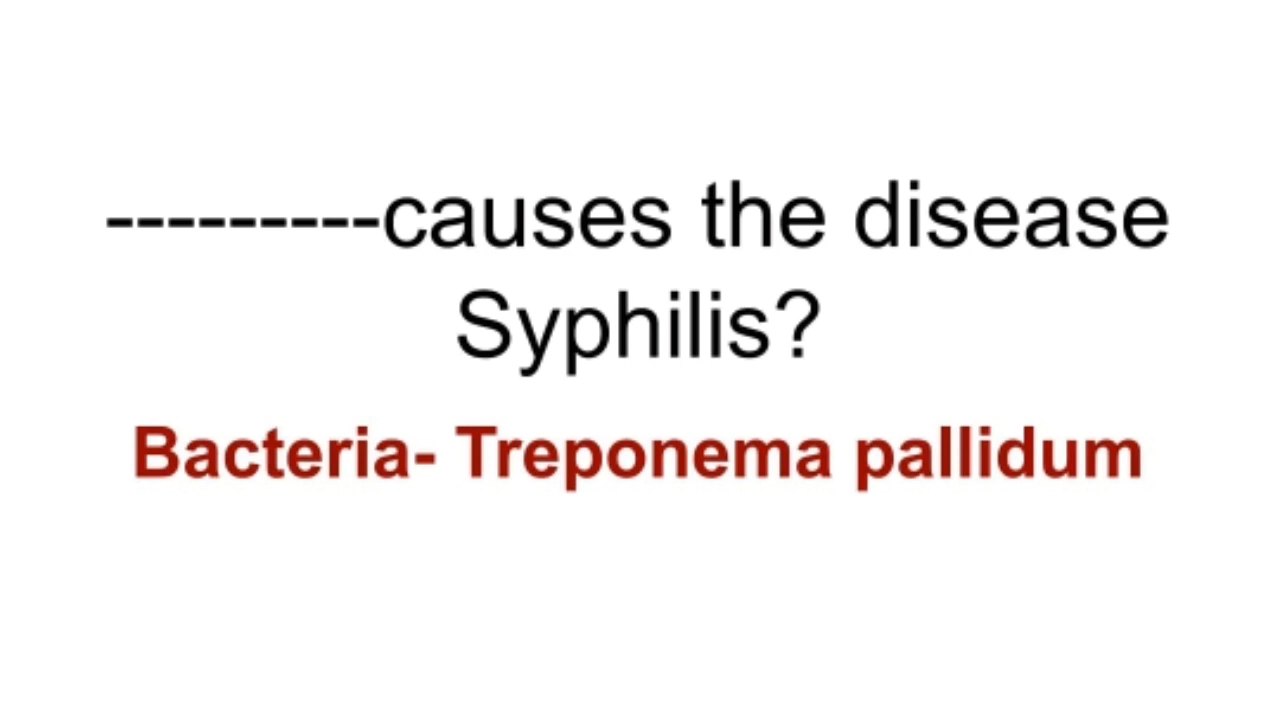 ---------causes the disease
Syphilis?
Bacteria- Treponema pallidum